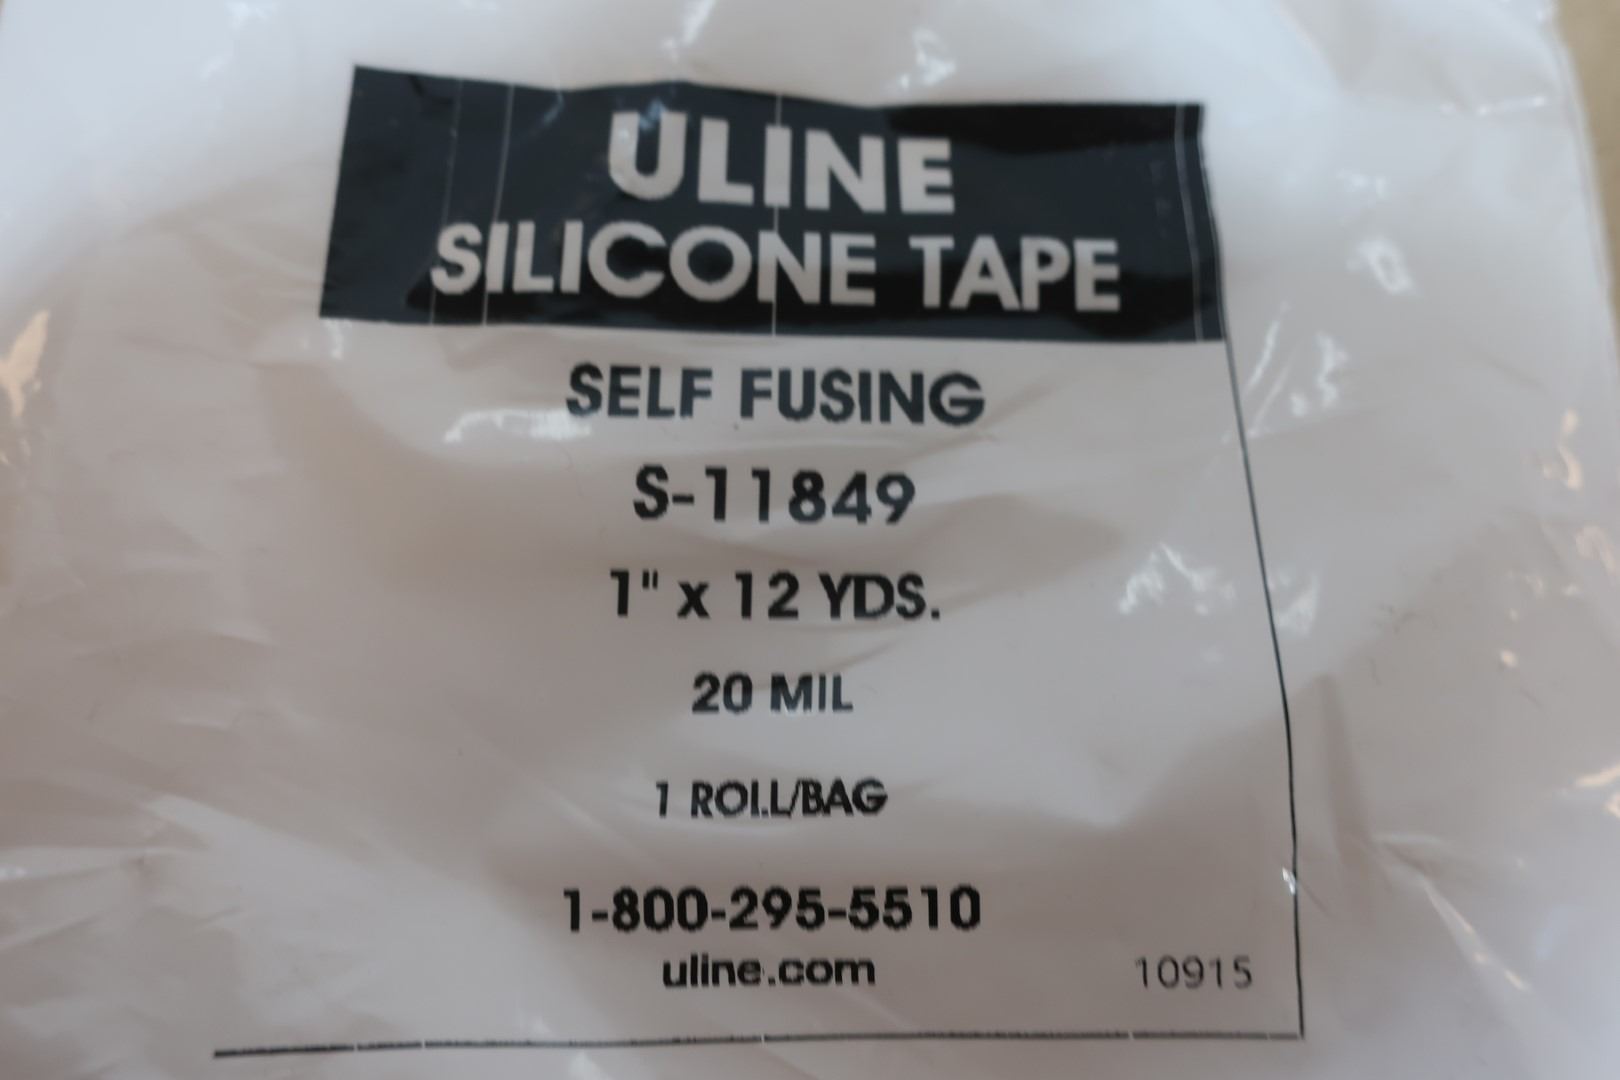 ULINE
SILICONE TAPE
SELF FUSING
S-11849
1" x 12 YDS.
20 MIL
1 ROLL/BAG
1-800-295-5510
uline.com
10915